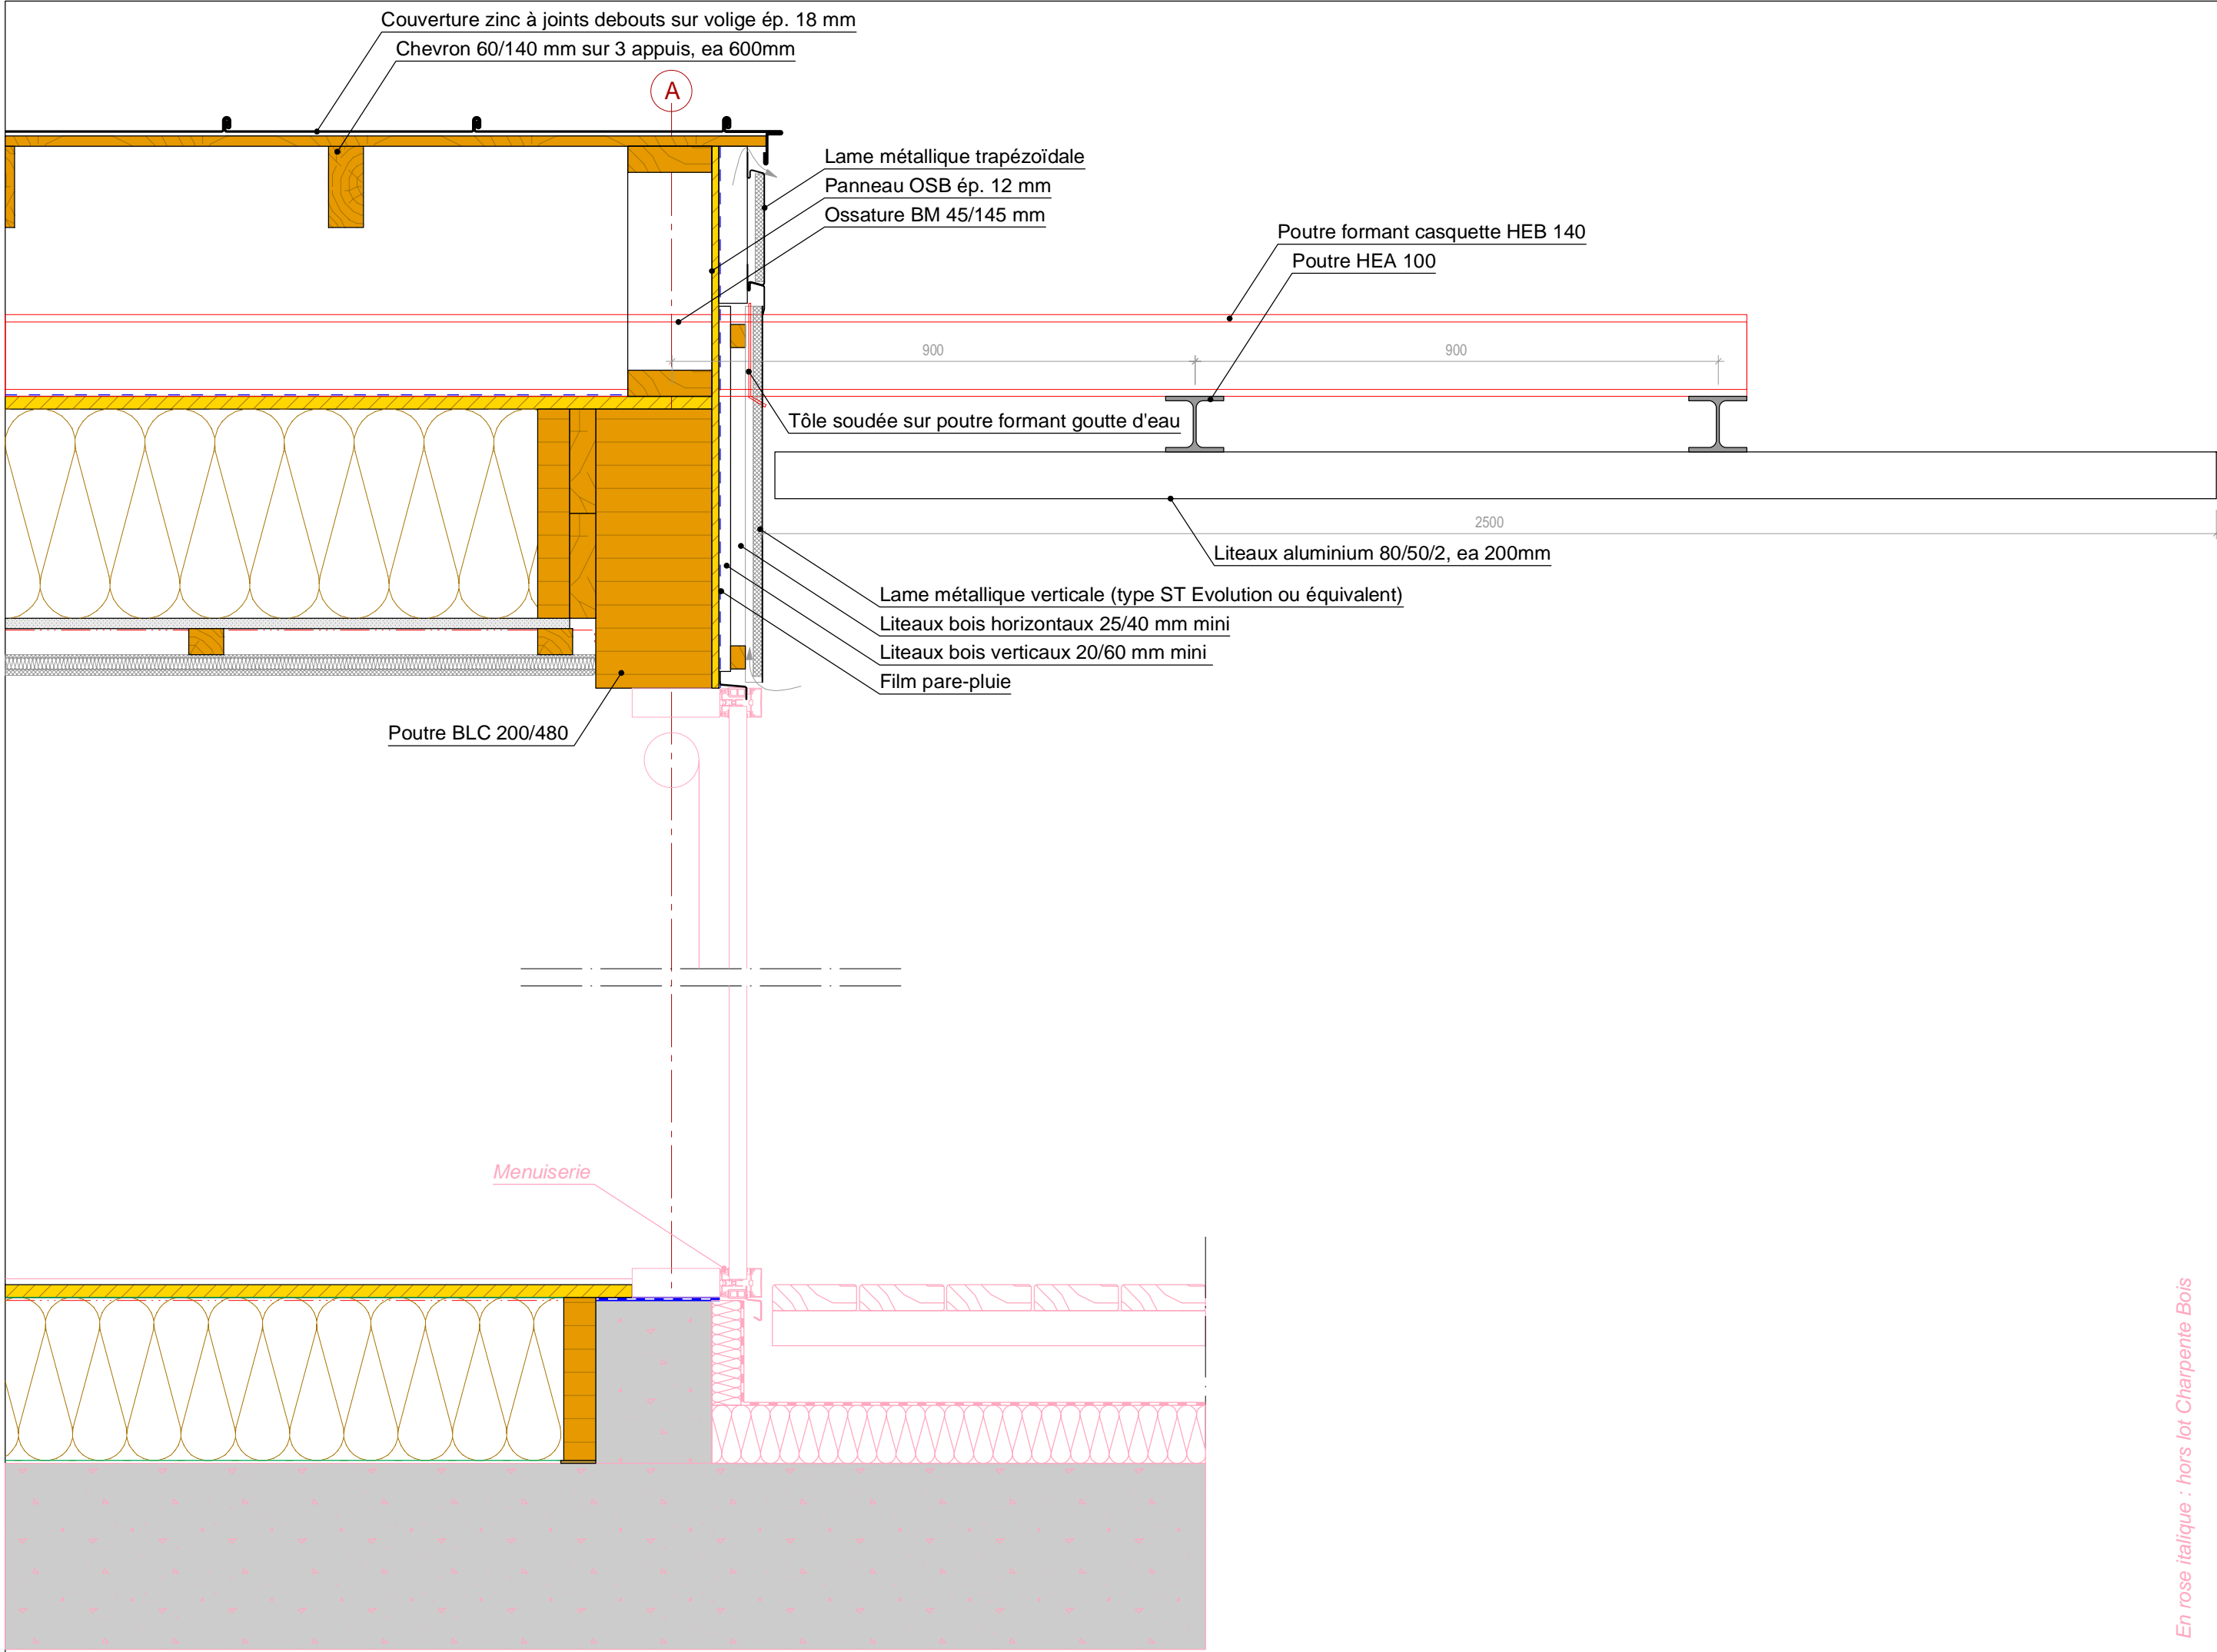 Couverture zinc à joints debouts sur volige ép. 18 mm
Chevron 60/140 mm sur 3 appuis, ea 600mm
A
Lame métallique trapézoïdale
Panneau OSB ép. 12 mm
Ossature BM 45/145 mm
Poutre formant casquette HEB 140
Poutre HEA 100
900
900
Tôle soudée sur poutre formant goutte d'eau
2500
Liteaux aluminium 80/50/2, ea 200mm
Lame métallique verticale (type ST Evolution ou équivalent)
Liteaux bois horizontaux 25/40 mm mini
Liteaux bois verticaux 20/60 mm mini
Film pare-pluie
Poutre BLC 200/480
Menuiserie
En rose italique : hors lot Charpente Bois